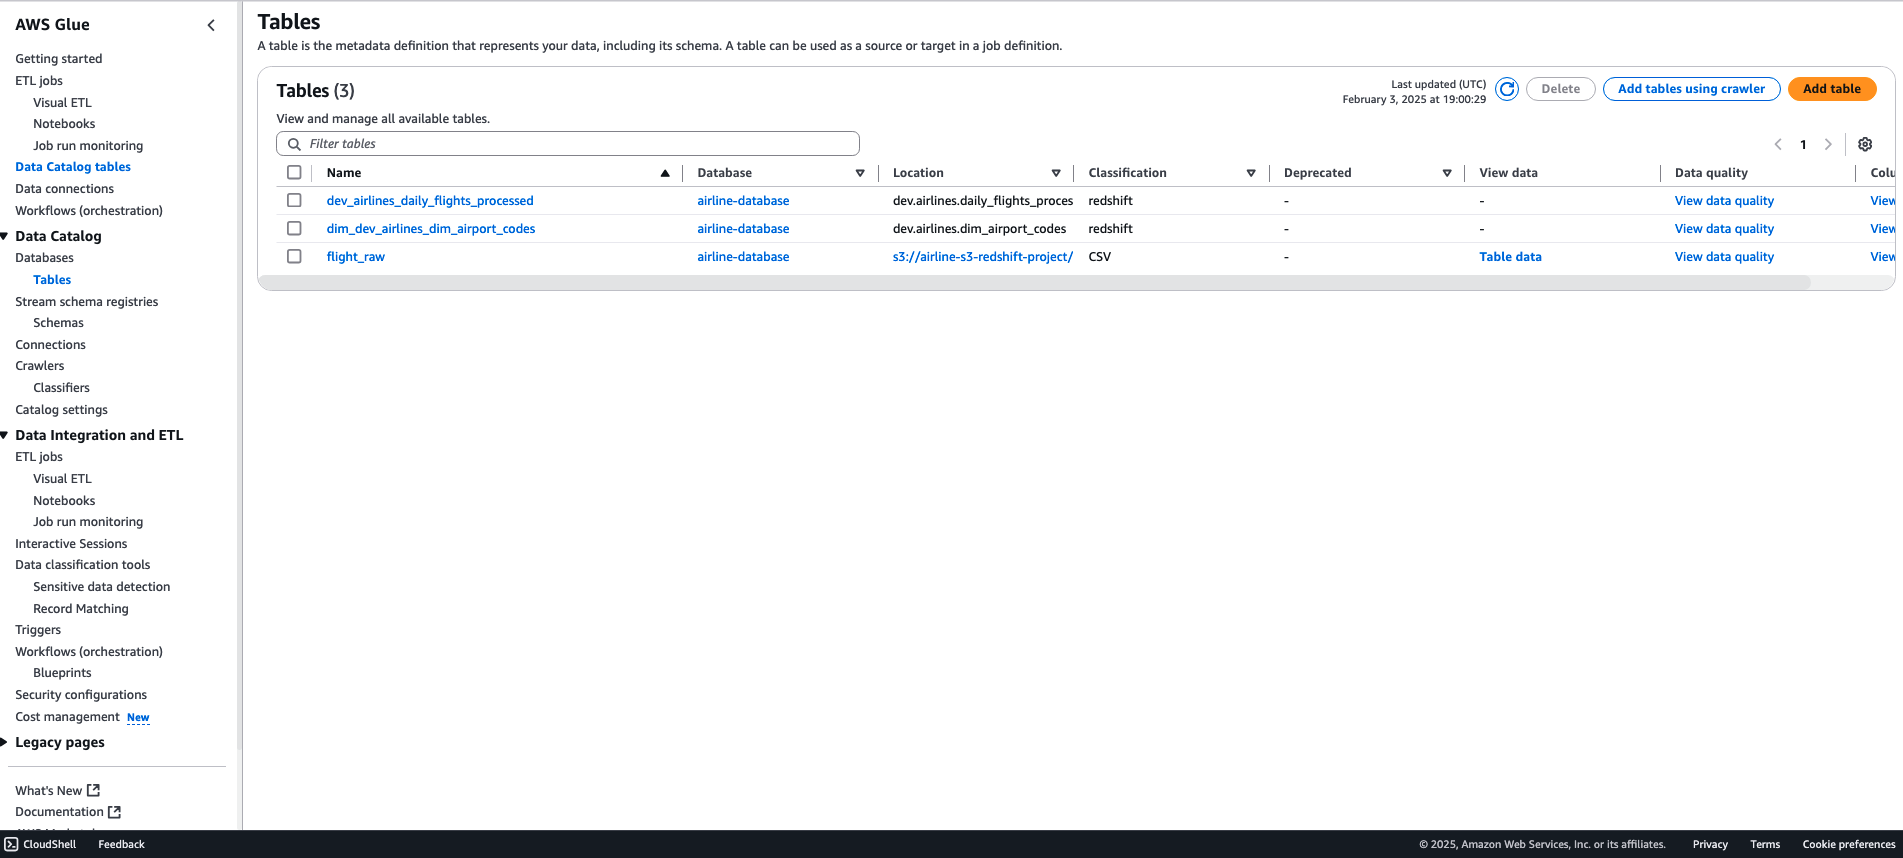 AWS Glue
Getting started
ETL jobs
Visual ETL
Notebooks
Job run monitoring
Data Catalog tables
Data connections
Workflows (orchestration)
Data Catalog
Databases
Tables
Stream schema registries
Schemas
Connections
Crawlers
Classifiers
Catalog settings
Data Integration and ETL
ETL jobs
Visual ETL
Notebooks
Job run monitoring
Interactive Sessions
Data classification tools
Sensitive data detection
Record Matching
Triggers
Workflows (orchestration)
Blueprints
Security configurations
Cost management New
Legacy pages
What's New
Documentation
Tables
A table is the metadata definition that represents your data, including its schema. A table can be used as a source or target in a job definition.
Tables (3)
Last updated (UTC)
February 3, 2025 at 19:00:29
Delete
Add tables using crawler
Add table
View and manage all available tables.
Filter tables
1
Name Database Location Classification Deprecated View data Data quality Colu
dev_airlines_daily_flights_processed airline-database dev.airlines.daily_flights_proces redshift - - View data quality View
dim_dev_airlines_dim_airport_codes airline-database dev.airlines.dim_airport_codes redshift - - View data quality View
flight_raw airline-database s3://airline-s3-redshift-project/ CSV - Table data View data quality View
CloudShell Feedback © 2025, Amazon Web Services, Inc. or its affiliates. Privacy Terms Cookie preferences